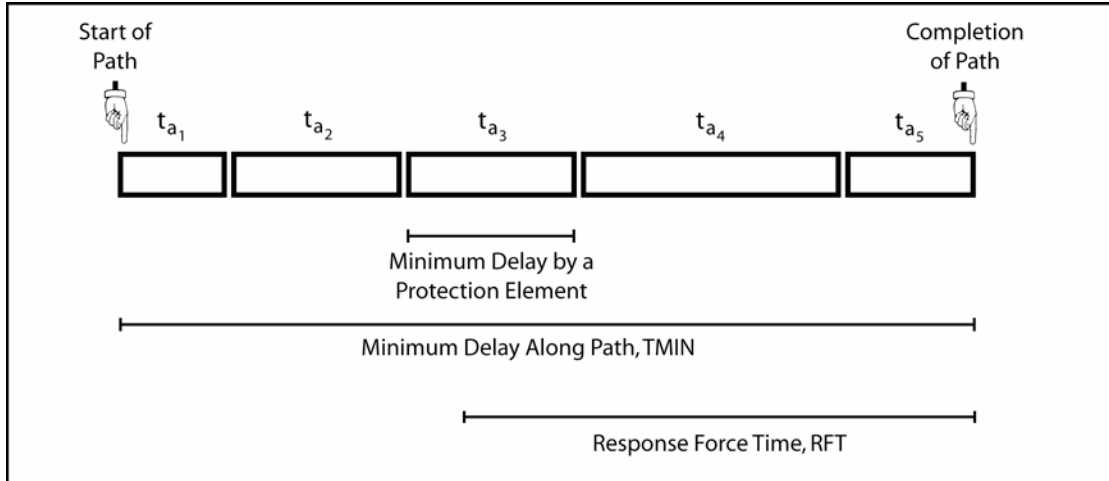 Start of
Path
Completion
of Path
ta1
ta2
ta3
ta4
ta5
Minimum Delay by a
Protection Element
Minimum Delay Along Path, TMIN
Response Force Time, RFT